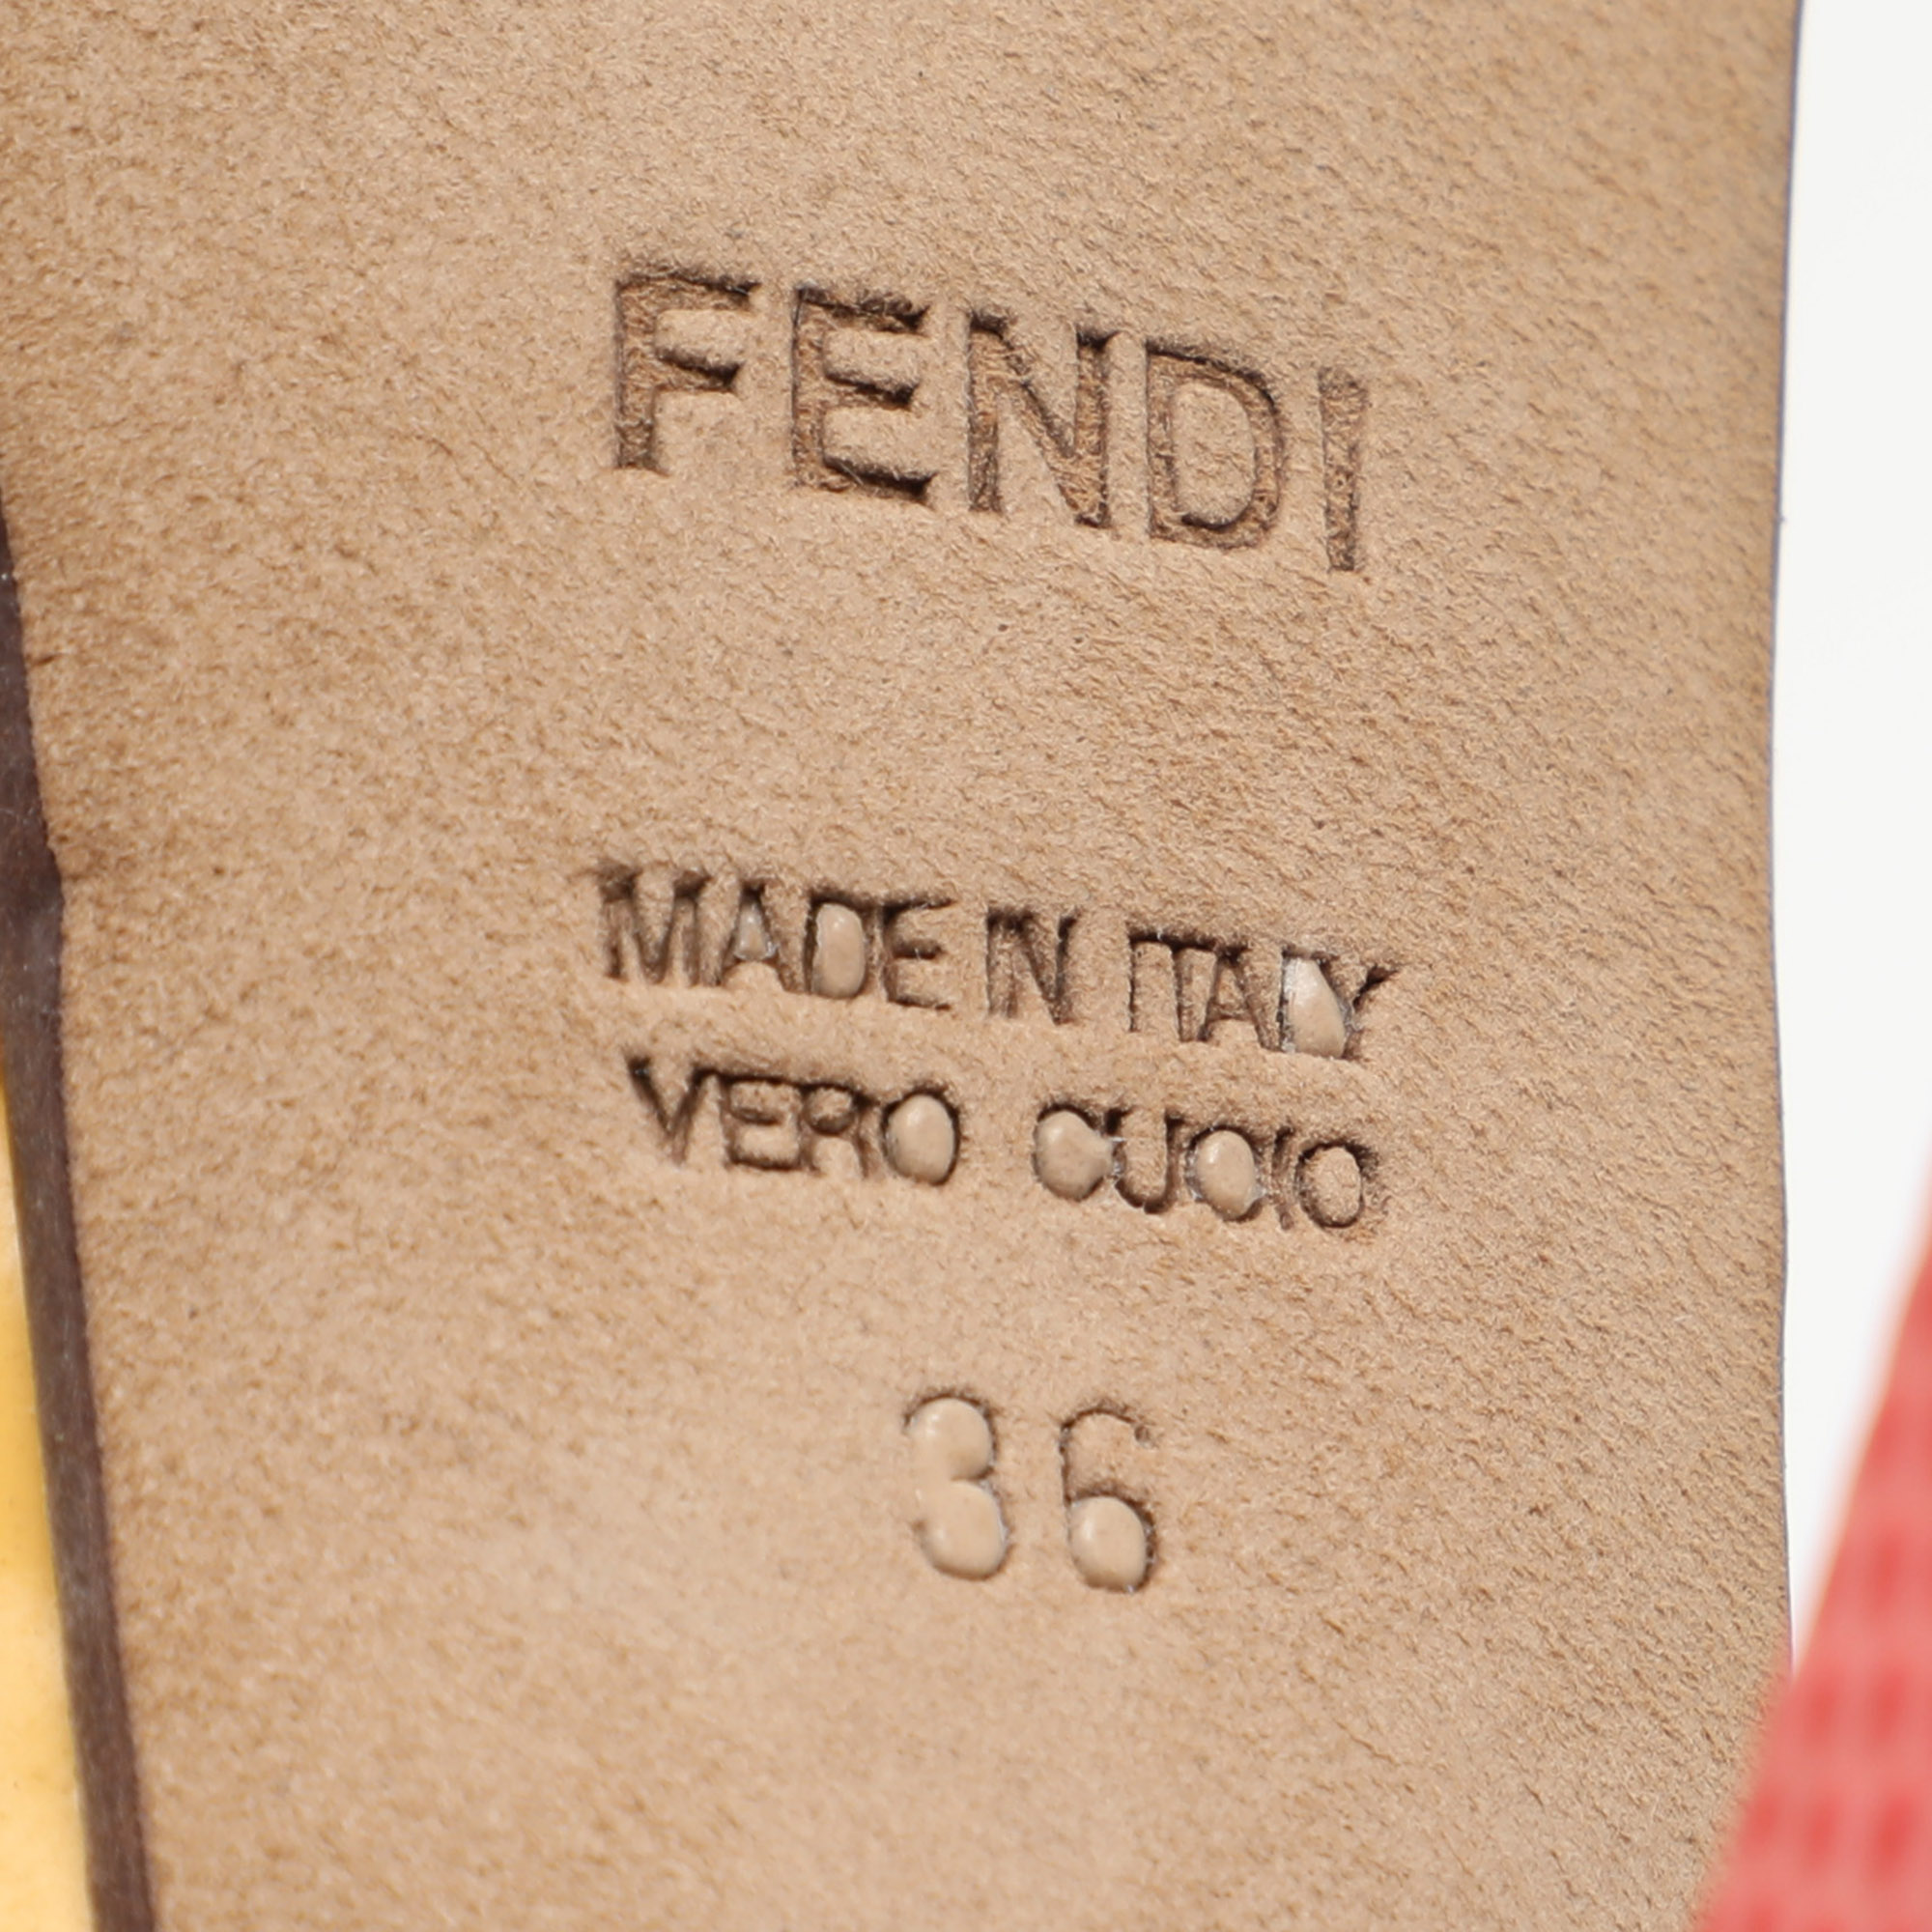 FENDI
MADE IN ITALY
VERO CUOIO
36